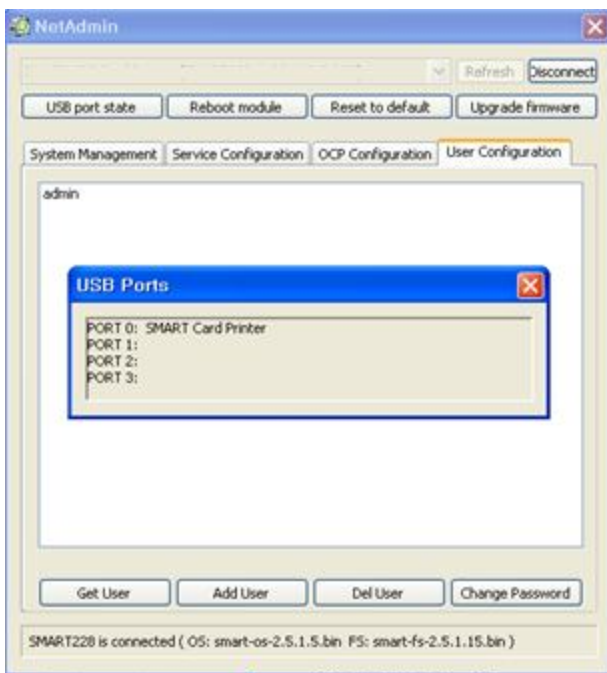 NetAdmin
Refresh Disconnect
USB port state Reboot module Reset to default Upgrade firmware
System Management Service Configuration OCP Configuration User Configuration
admin
USB Ports
PORT 0: SMART Card Printer
PORT 1:
PORT 2:
PORT 3:
Get User Add User Del User Change Password
SMART228 is connected ( OS: smart-os-2.5.1.5.bin FS: smart-fs-2.5.1.15.bin )